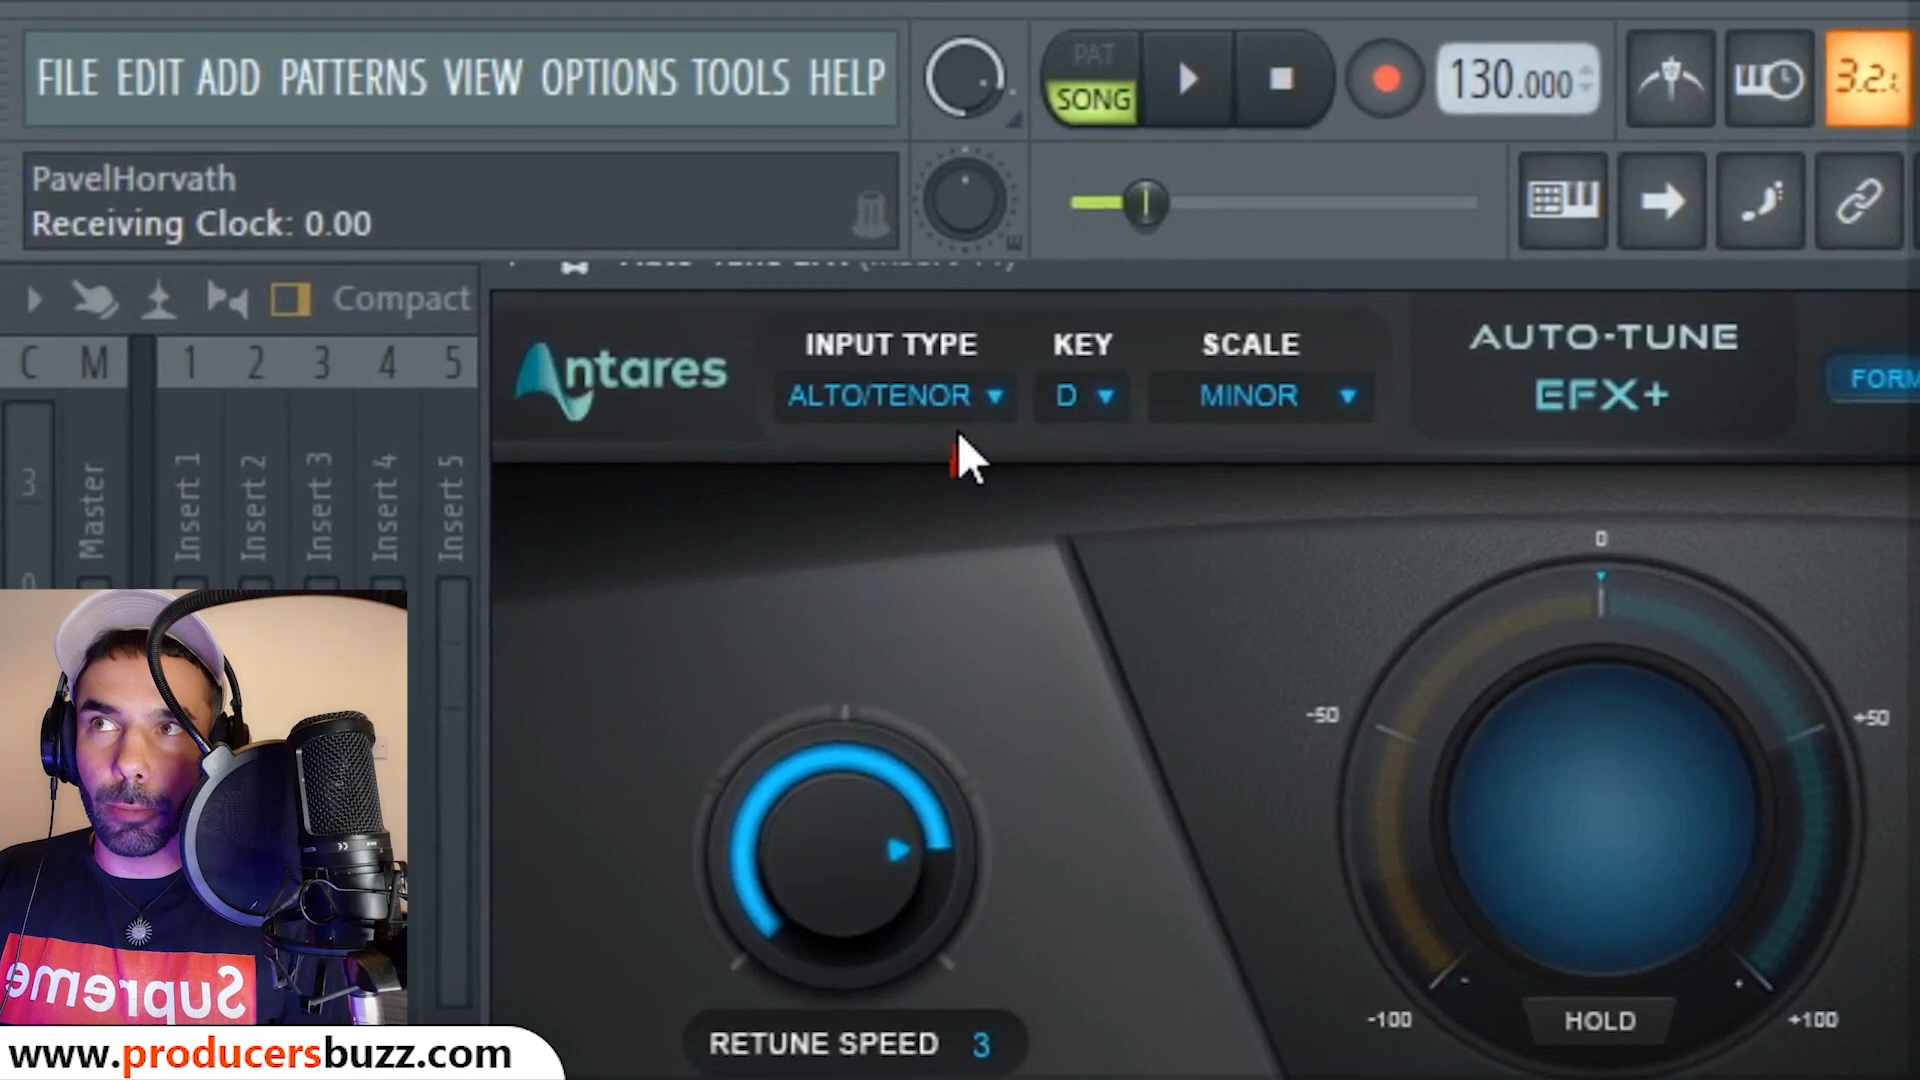 FILE EDIT ADD PATTERNS VIEW OPTIONS TOOLS HELP
PAT
SONG
130.000
PavelHorvath
Receiving Clock: 0.00
Compact
C M 1 2 3 4 5
Master
Insert 1
Insert 2
Insert 3
Insert 4
Insert 5
3
Antares
INPUT TYPE KEY SCALE
ALTO/TENOR D MINOR
AUTO-TUNE
EFX+
FORM
0
-50 +50
-100 +100
- +
HOLD
RETUNE SPEED 3
Supreme
www.producersbuzz.com